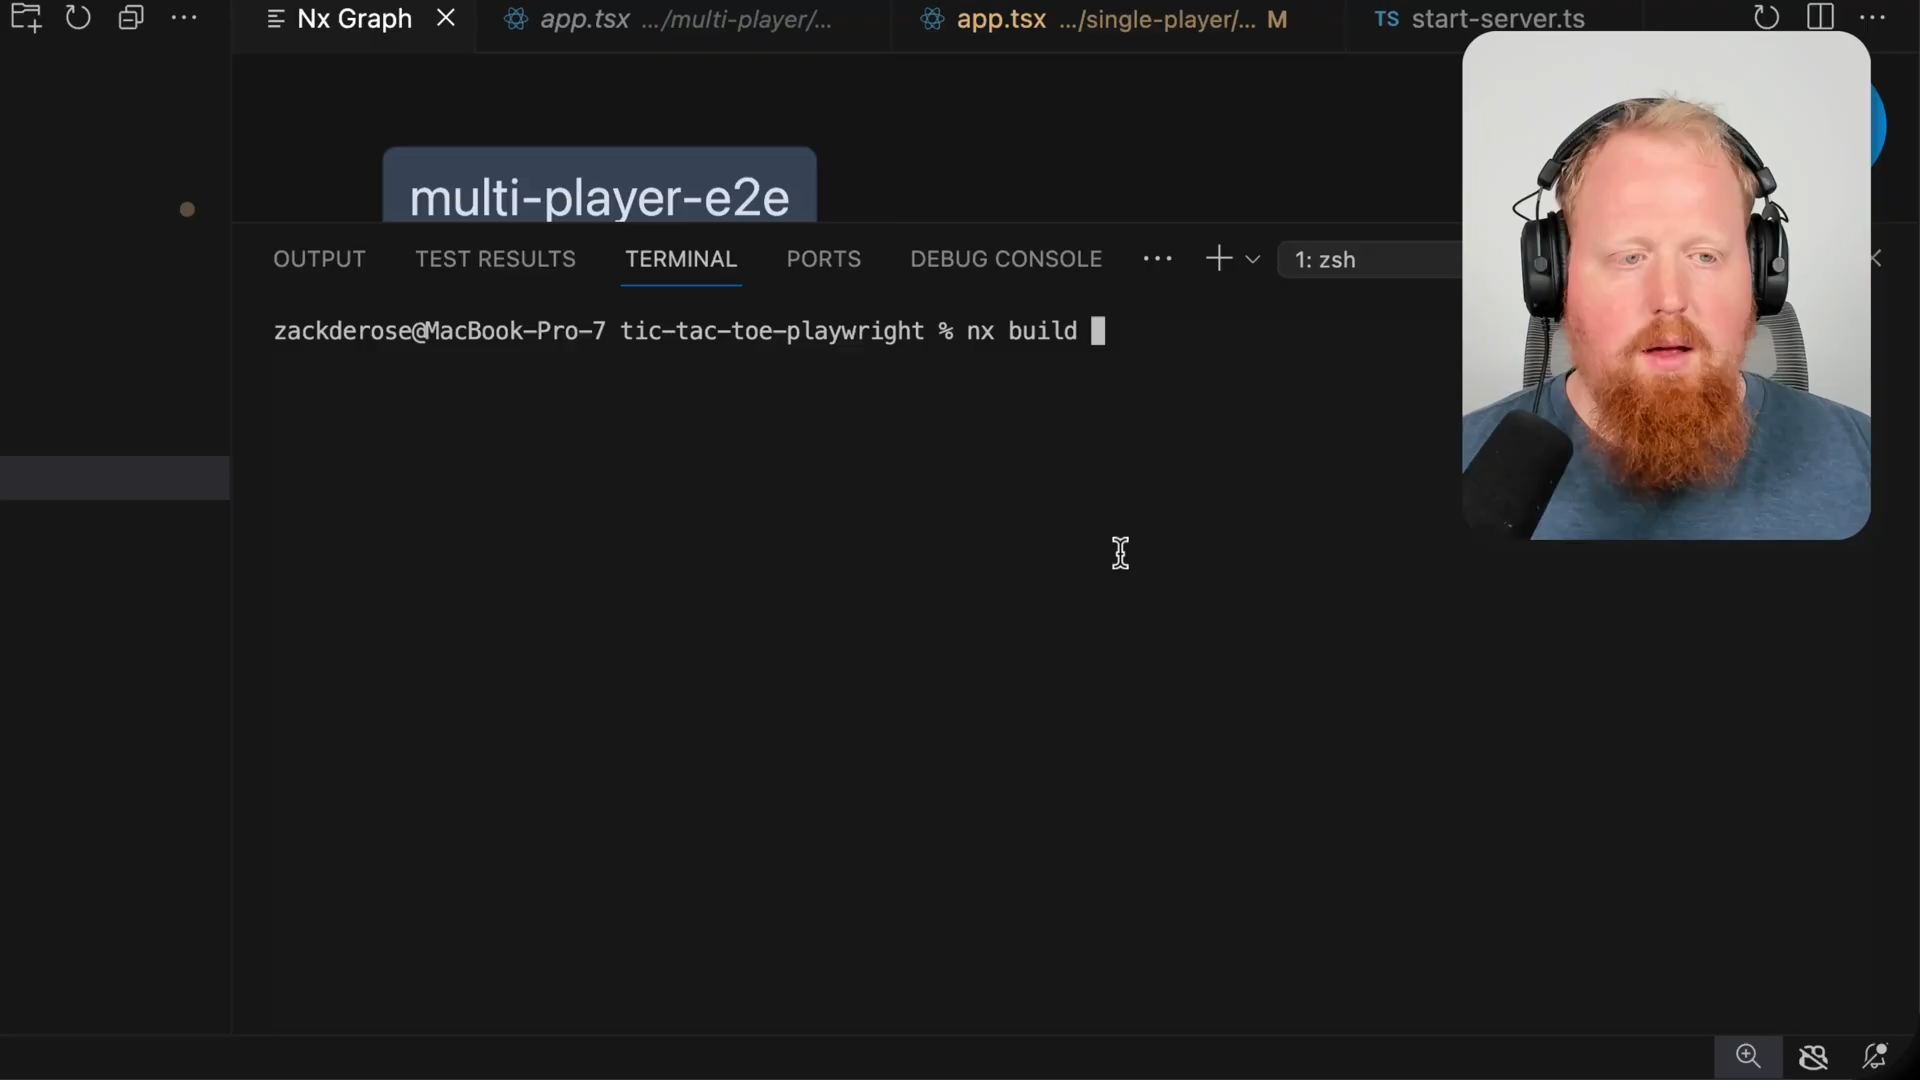 Nx Graph
app.tsx .../multi-player/...
app.tsx .../single-player/... M
TS start-server.ts
multi-player-e2e
OUTPUT TEST RESULTS TERMINAL PORTS DEBUG CONSOLE
1: zsh
zackderose@MacBook-Pro-7 tic-tac-toe-playwright % nx build